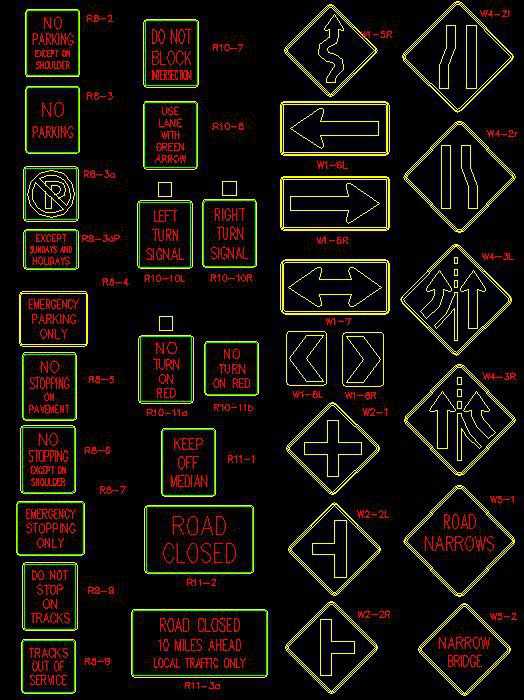 NO
PARKING
EXCEPT ON
SHOULDER
R8-2
NO
PARKING
R8-3
R8-3a
EXCEPT
SUNDAYS AND
HOLIDAYS
R8-3aP
R8-4
EMERGENCY
PARKING
ONLY
NO
STOPPING
ON
PAVEMENT
R8-5
NO
STOPPING
EXCEPT ON
SHOULDER
R8-6
R8-7
EMERGENCY
STOPPING
ONLY
DO NOT
STOP
ON
TRACKS
R8-8
TRACKS
OUT OF
SERVICE
R8-9
DO NOT
BLOCK
INTERSECTION
R10-7
USE
LANE
WITH
GREEN
ARROW
R10-8
LEFT
TURN
SIGNAL
R10-10L
RIGHT
TURN
SIGNAL
R10-10R
NO
TURN
ON
RED
R10-11a
NO
TURN
ON RED
R10-11b
KEEP
OFF
MEDIAN
R11-1
ROAD
CLOSED
R11-2
ROAD CLOSED
10 MILES AHEAD
LOCAL TRAFFIC ONLY
R11-3a
W1-5R
W1-6L
W1-6R
W1-7
W1-8L
W1-8R
W2-1
W2-2L
W2-2R
W4-2l
W4-2r
W4-3L
W4-3R
ROAD
NARROWS
W5-1
NARROW
BRIDGE
W5-2